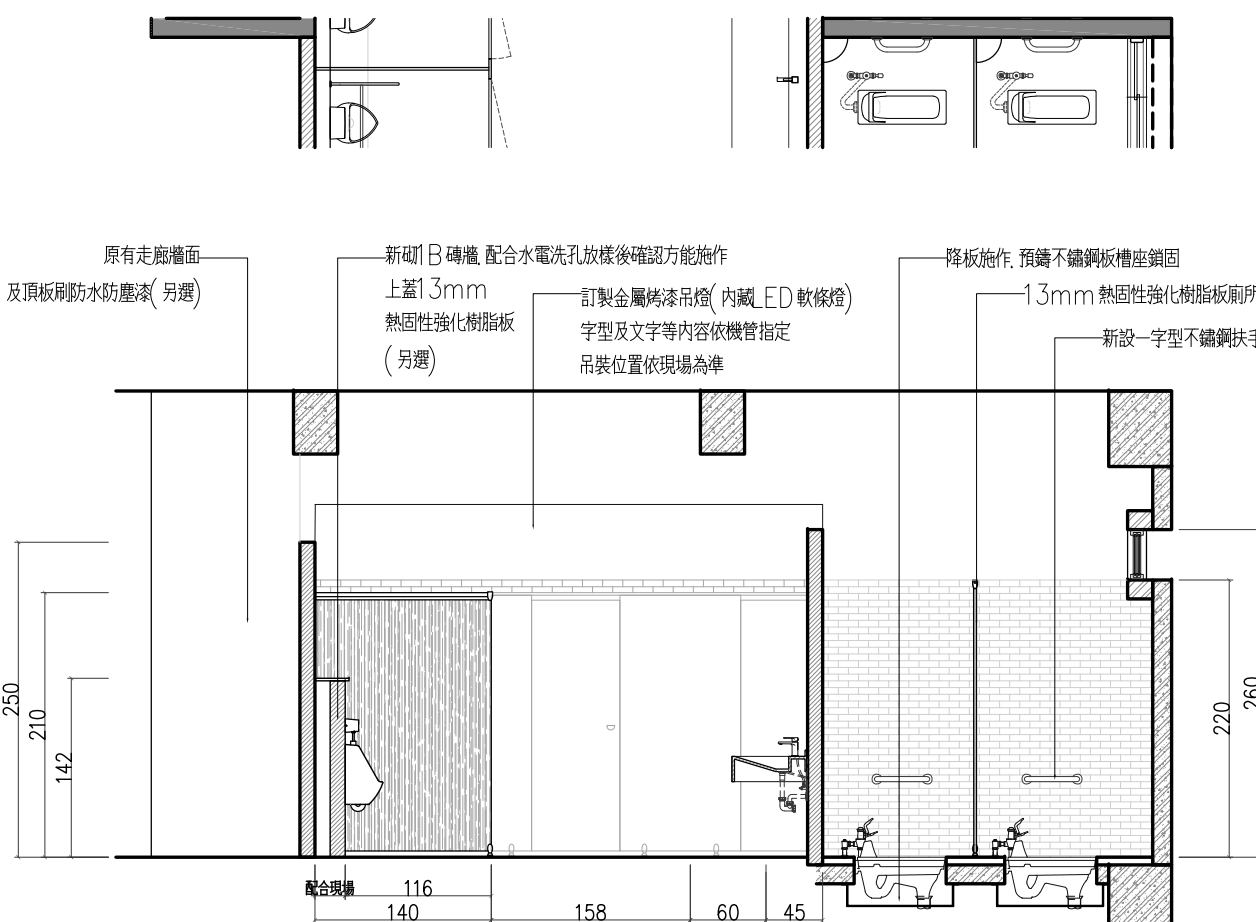 原有走廊牆面
及頂板刷防水防塵漆(另選)
新砌1B磚牆, 配合水電洗孔放樣後確認方能施作
上蓋13mm
熱固性強化樹脂板
(另選)
訂製金屬烤漆吊燈(內藏LED軟條燈)
字型及文字等內容依機管指定
吊裝位置依現場為準
降板施作, 預鑄不鏽鋼板槽座鎖固
13mm熱固性強化樹脂板廁所
新設一字型不鏽鋼扶手
250
210
142
220
260
配合現場
116
140
158
60
45